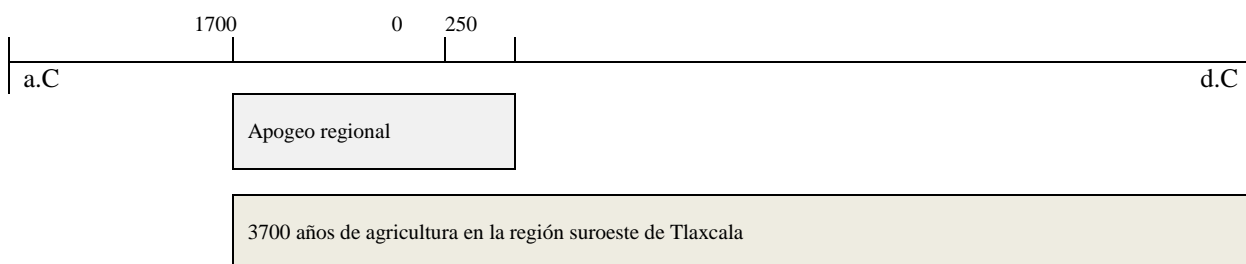 1700 0 250
a.C d.C
Apogeo regional
3700 años de agricultura en la región suroeste de Tlaxcala